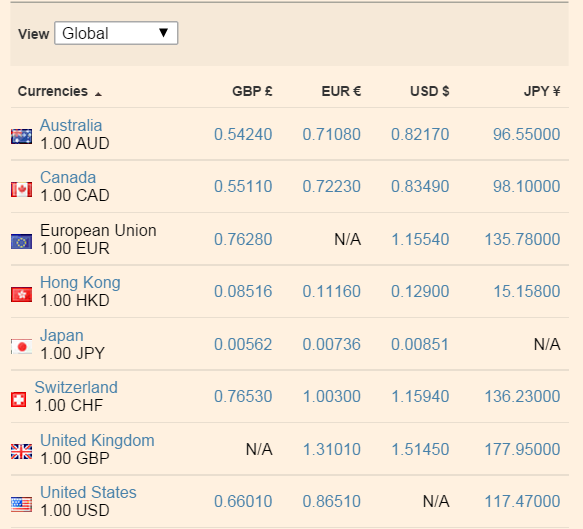 View Global
Currencies GBP £ EUR € USD $ JPY ¥
Australia
1.00 AUD 0.54240 0.71080 0.82170 96.55000
Canada
1.00 CAD 0.55110 0.72230 0.83490 98.10000
European Union
1.00 EUR 0.76280 N/A 1.15540 135.78000
Hong Kong
1.00 HKD 0.08516 0.11160 0.12900 15.15800
Japan
1.00 JPY 0.00562 0.00736 0.00851 N/A
Switzerland
1.00 CHF 0.76530 1.00300 1.15940 136.23000
United Kingdom
1.00 GBP N/A 1.31010 1.51450 177.95000
United States
1.00 USD 0.66010 0.86510 N/A 117.47000